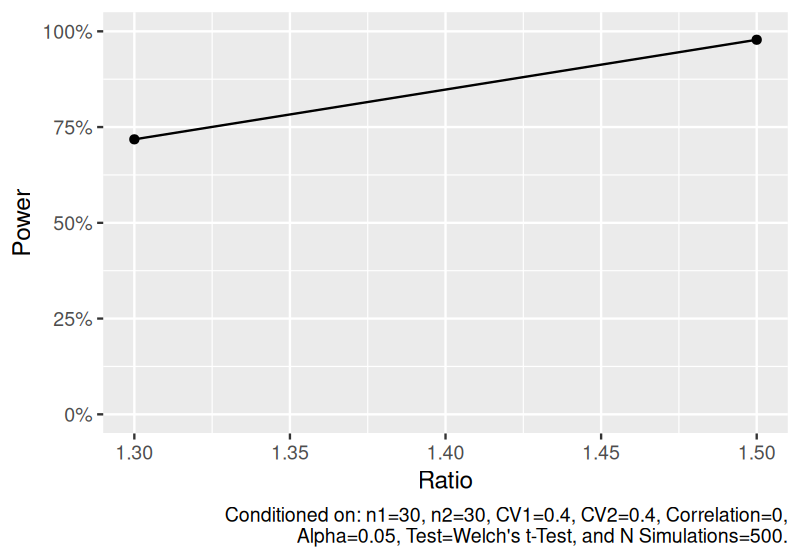 100%
75%
50%
25%
0%
Power
1.30
1.35
1.40
1.45
1.50
Ratio
Conditioned on: n1=30, n2=30, CV1=0.4, CV2=0.4, Correlation=0,
Alpha=0.05, Test=Welch's t-Test, and N Simulations=500.